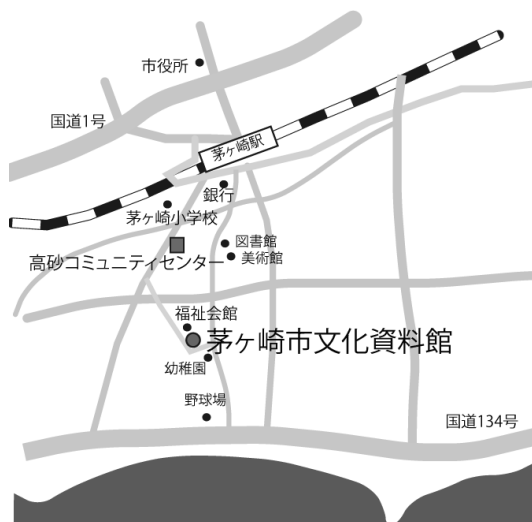 市役所
国道1号
茅ヶ崎駅
銀行
茅ヶ崎小学校
図書館
高砂コミュニティセンター
美術館
福祉会館
茅ヶ崎市文化資料館
幼稚園
野球場
国道134号